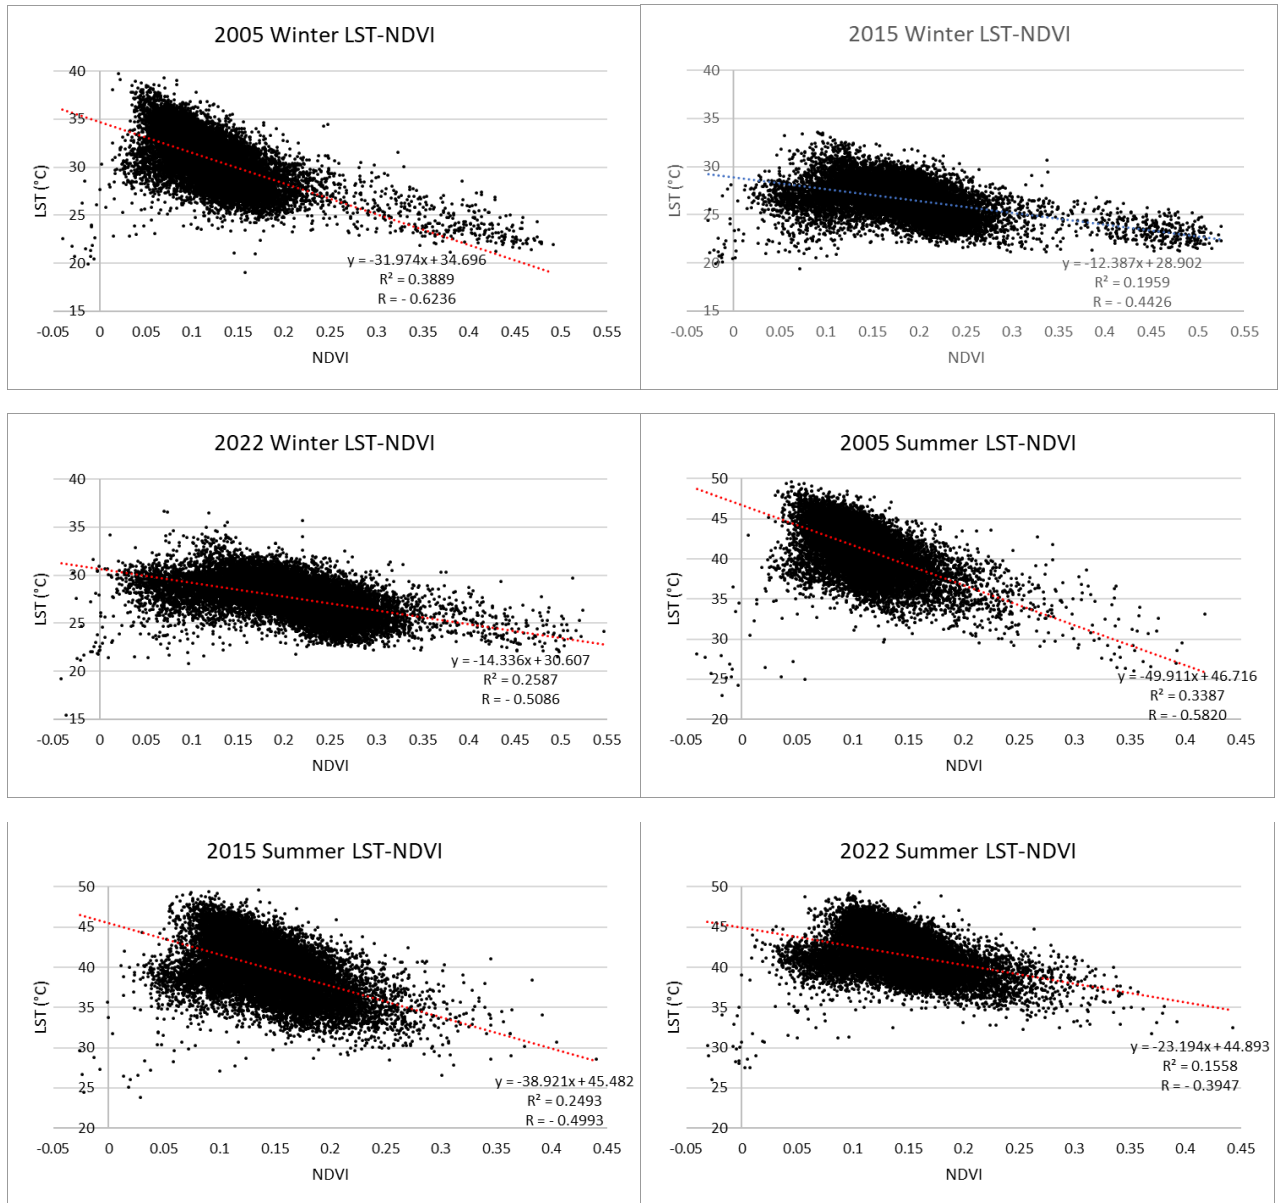 2005 Winter LST-NDVI
40
35
30
25
20
15
LST (°C)
y = -31.974x + 34.696
R² = 0.3889
R = - 0.6236
-0.05 0 0.05 0.1 0.15 0.2 0.25 0.3 0.35 0.4 0.45 0.5 0.55
NDVI
2015 Winter LST-NDVI
40
35
30
25
20
15
LST (°C)
y = -12.387x + 28.902
R² = 0.1959
R = - 0.4426
-0.05 0 0.05 0.1 0.15 0.2 0.25 0.3 0.35 0.4 0.45 0.5 0.55
NDVI
2022 Winter LST-NDVI
40
35
30
25
20
15
LST (°C)
y = -14.336x + 30.607
R² = 0.2587
R = - 0.5086
-0.05 0 0.05 0.1 0.15 0.2 0.25 0.3 0.35 0.4 0.45 0.5 0.55
NDVI
2005 Summer LST-NDVI
50
45
40
35
30
25
20
LST (°C)
y = -49.911x + 46.716
R² = 0.3387
R = - 0.5820
-0.05 0 0.05 0.1 0.15 0.2 0.25 0.3 0.35 0.4 0.45
NDVI
2015 Summer LST-NDVI
50
45
40
35
30
25
20
LST (°C)
y = -38.921x + 45.482
R² = 0.2493
R = - 0.4993
-0.05 0 0.05 0.1 0.15 0.2 0.25 0.3 0.35 0.4 0.45
NDVI
2022 Summer LST-NDVI
50
45
40
35
30
25
20
LST (°C)
y = -23.194x + 44.893
R² = 0.1558
R = - 0.3947
-0.05 0 0.05 0.1 0.15 0.2 0.25 0.3 0.35 0.4 0.45
NDVI